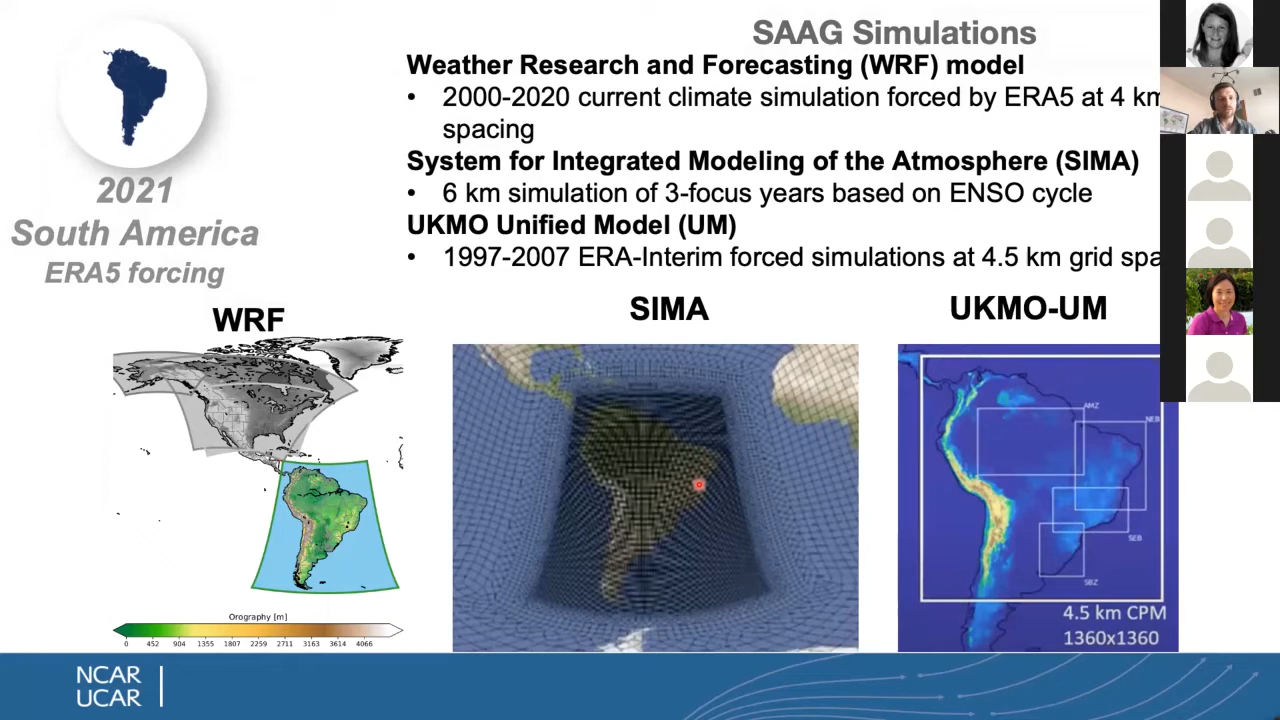 SAAG Simulations
Weather Research and Forecasting (WRF) model
• 2000-2020 current climate simulation forced by ERA5 at 4 km
spacing
System for Integrated Modeling of the Atmosphere (SIMA)
• 6 km simulation of 3-focus years based on ENSO cycle
UKMO Unified Model (UM)
• 1997-2007 ERA-Interim forced simulations at 4.5 km grid spa
2021
South America
ERA5 forcing
WRF
SIMA
UKMO-UM
Orography [m]
0 452 904 1355 1807 2259 2711 3163 3614 4066
AMZ
NEB
SEB
SBZ
4.5 km CPM
1360x1360
NCAR
UCAR